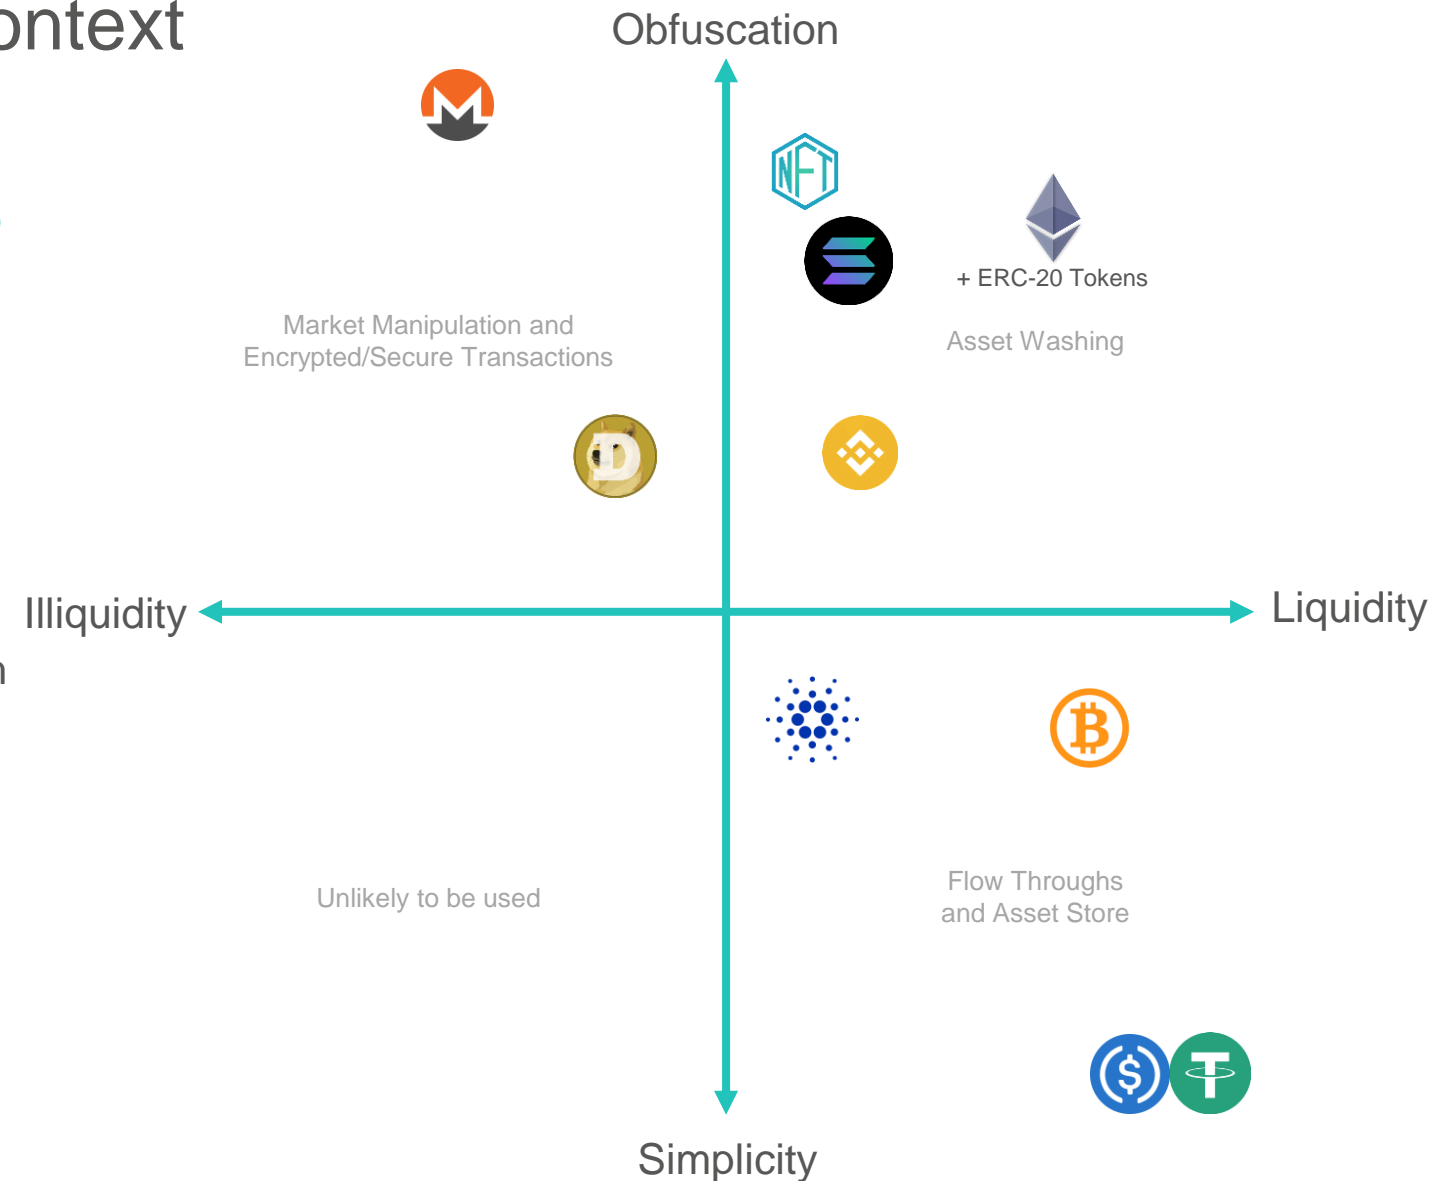 ontext
Obfuscation
NFT
+ ERC-20 Tokens
Market Manipulation and
Encrypted/Secure Transactions
Asset Washing
D
Illiquidity
Liquidity
n
B
Unlikely to be used
Flow Throughs
and Asset Store
$
T
Simplicity